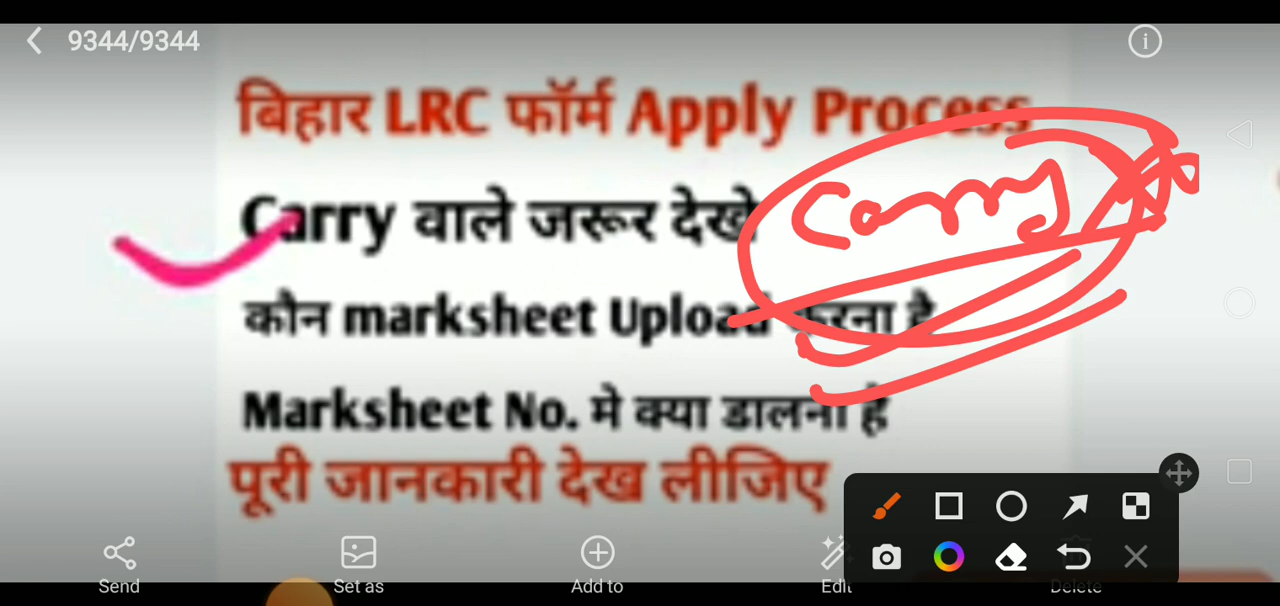 9344/9344
बिहार LRC फॉर्म Apply Process
Carry वाले जरूर देखे
Carry
कौन marksheet Upload करना है
Marksheet No. मे क्या डालना है
पूरी जानकारी देख लीजिए
Send
Set as
Add to
Edit
Delete